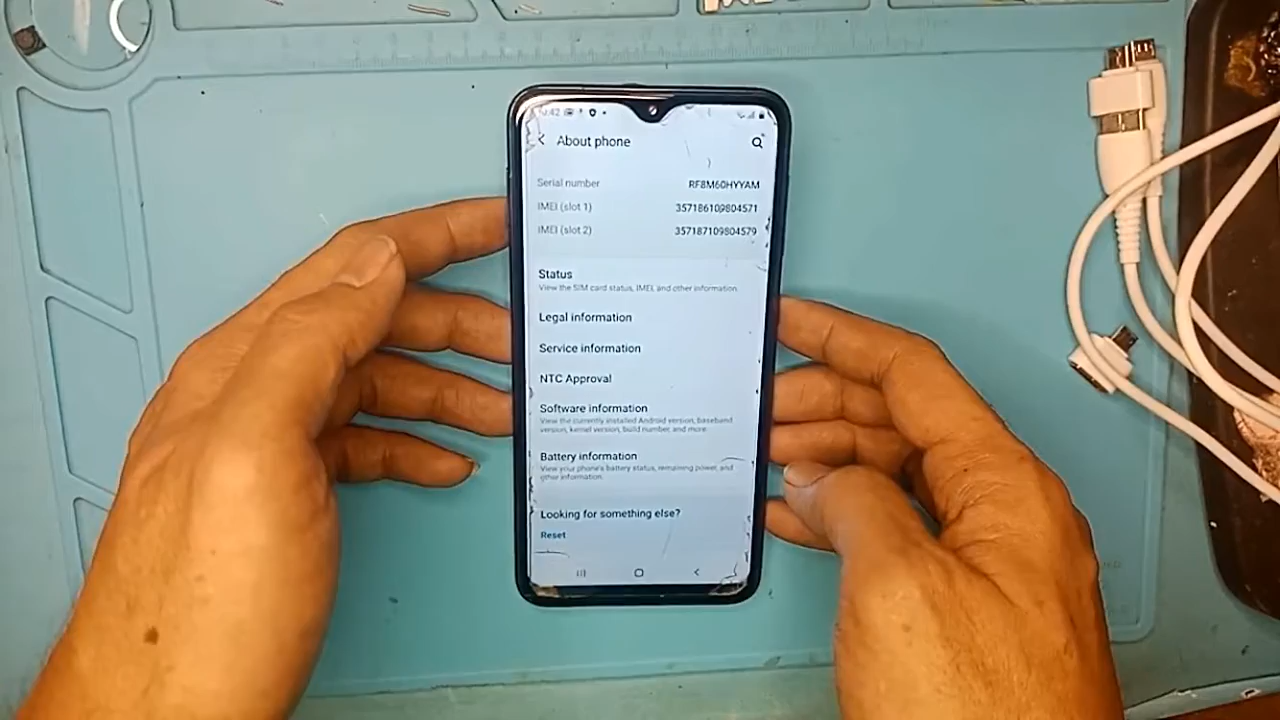 About phone
Serial number RF8M60HYYAM
IMEI (slot 1) 357186109804571
IMEI (slot 2) 357187109804579
Status
View the SIM card status, IMEI, and other information.
Legal information
Service information
NTC Approval
Software information
View the currently installed Android version, baseband
version, kernel version, build number, and more.
Battery information
View your phone's battery status, remaining power, and
other information.
Looking for something else?
Reset